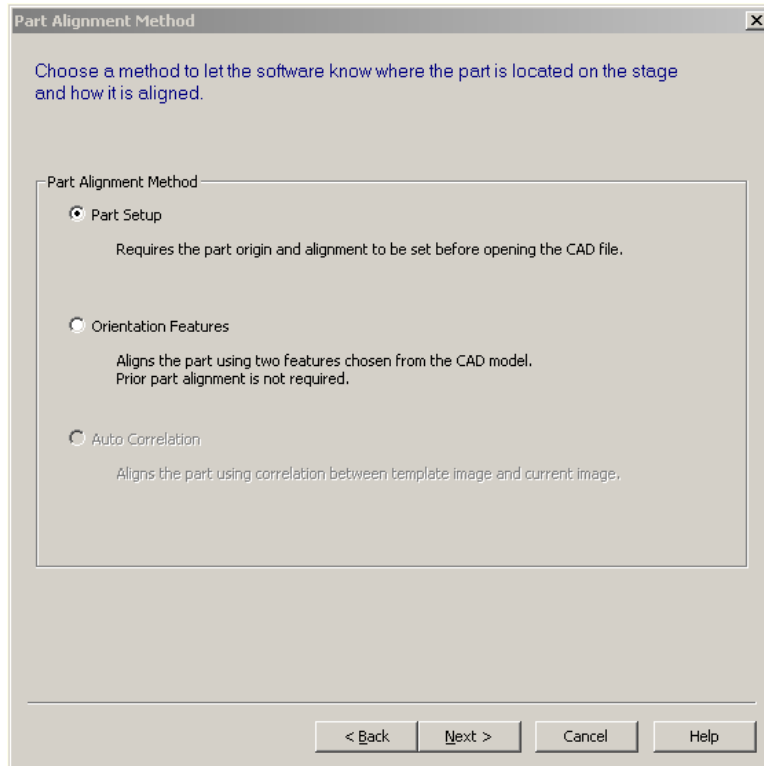 Part Alignment Method
Choose a method to let the software know where the part is located on the stage
and how it is aligned.
Part Alignment Method
Part Setup
Requires the part origin and alignment to be set before opening the CAD file.
Orientation Features
Aligns the part using two features chosen from the CAD model.
Prior part alignment is not required.
Auto Correlation
Aligns the part using correlation between template image and current image.
< Back Next > Cancel Help